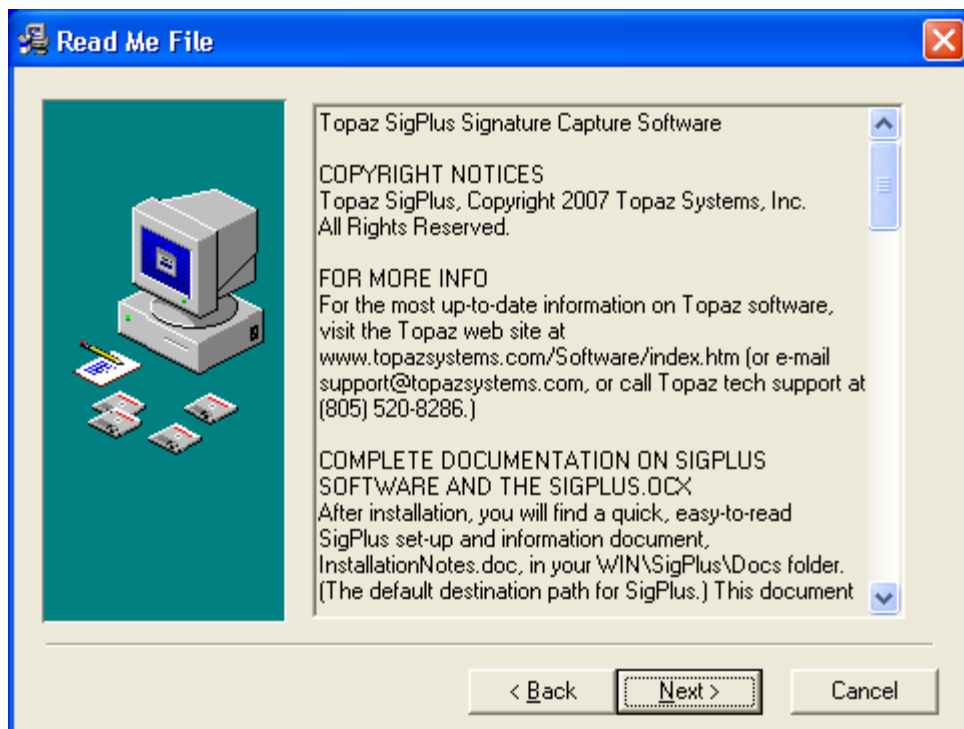 Read Me File
Topaz SigPlus Signature Capture Software
COPYRIGHT NOTICES
Topaz SigPlus, Copyright 2007 Topaz Systems, Inc.
All Rights Reserved.
FOR MORE INFO
For the most up-to-date information on Topaz software,
visit the Topaz web site at
www.topazsystems.com/Software/index.htm (or e-mail
support@topazsystems.com, or call Topaz tech support at
(805) 520-8286.)
COMPLETE DOCUMENTATION ON SIGPLUS
SOFTWARE AND THE SIGPLUS.OCX
After installation, you will find a quick, easy-to-read
SigPlus set-up and information document,
InstallationNotes.doc, in your WIN\SigPlus\Docs folder.
(The default destination path for SigPlus.) This document
< Back Next > Cancel